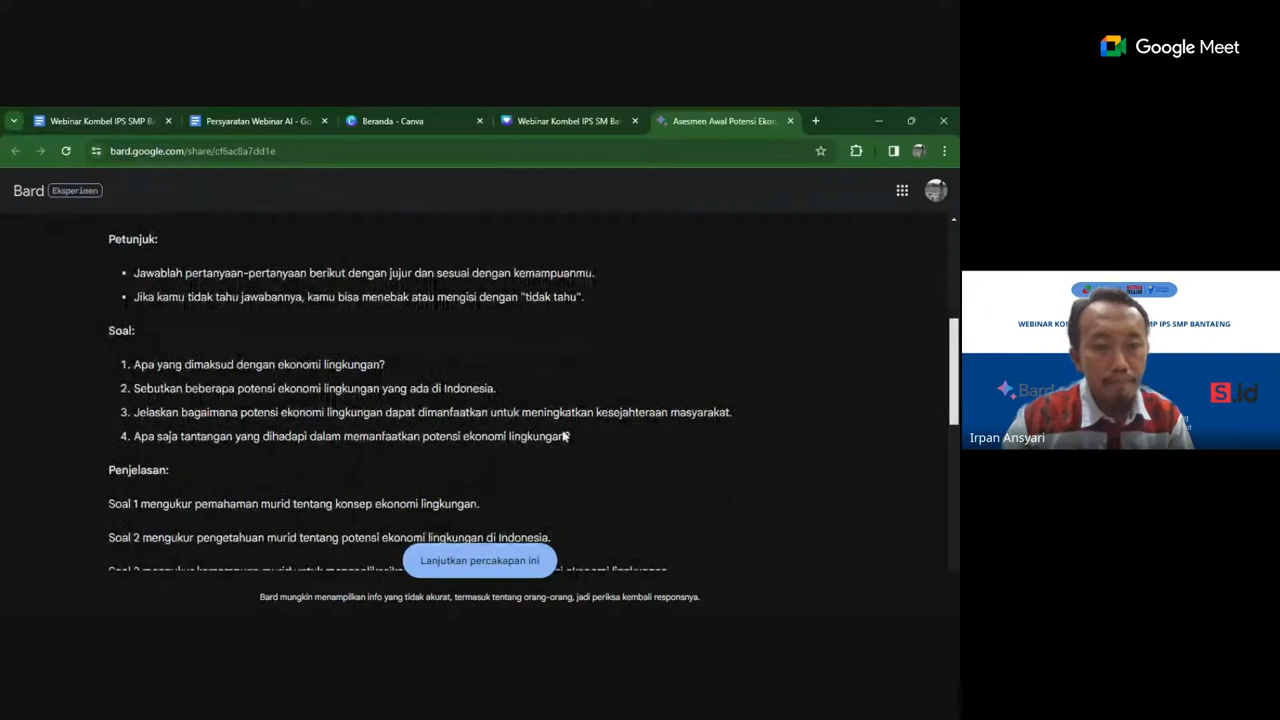 Google Meet
Webinar Kombel IPS SMP Ba
Persyaratan Webinar AI - Go
Beranda - Canva
Webinar Kombel IPS SM Ba
Asesmen Awal Potensi Ekon
bard.google.com/share/cf6ac8a7dd1e
Bard Eksperimen
Petunjuk:
• Jawablah pertanyaan-pertanyaan berikut dengan jujur dan sesuai dengan kemampuanmu.
• Jika kamu tidak tahu jawabannya, kamu bisa menebak atau mengisi dengan "tidak tahu".
Soal:
1. Apa yang dimaksud dengan ekonomi lingkungan?
2. Sebutkan beberapa potensi ekonomi lingkungan yang ada di Indonesia.
3. Jelaskan bagaimana potensi ekonomi lingkungan dapat dimanfaatkan untuk meningkatkan kesejahteraan masyarakat.
4. Apa saja tantangan yang dihadapi dalam memanfaatkan potensi ekonomi lingkungan?
Penjelasan:
Soal 1 mengukur pemahaman murid tentang konsep ekonomi lingkungan.
Soal 2 mengukur pengetahuan murid tentang potensi ekonomi lingkungan di Indonesia.
Lanjutkan percakapan ini
Bard mungkin menampilkan info yang tidak akurat, termasuk tentang orang-orang, jadi periksa kembali responsnya.
WEBINAR KO MP IPS SMP BANTAENG
Bard
S.id
Irpan Ansyari